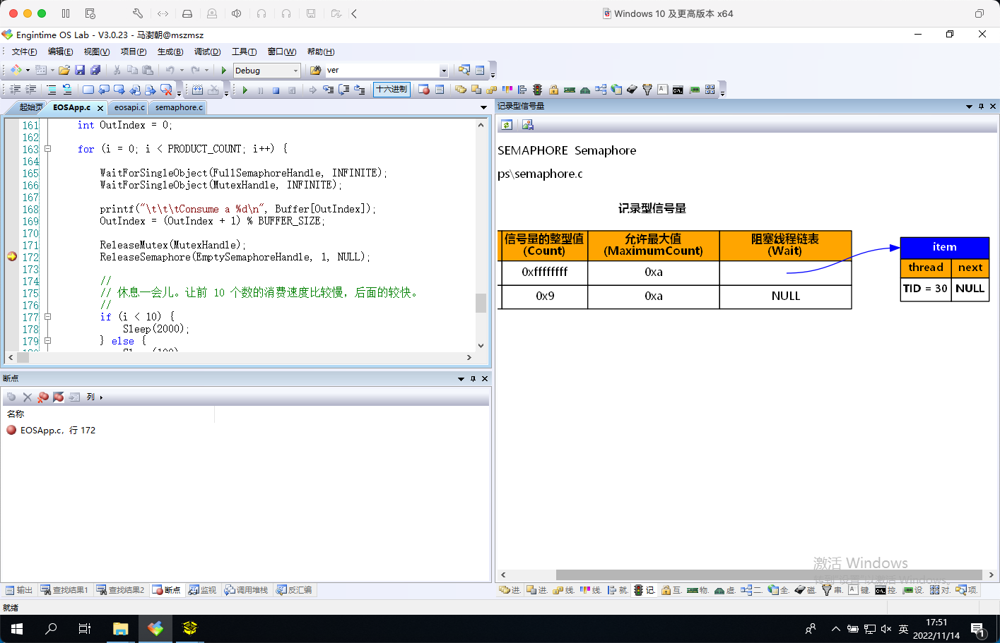 Windows 10 及更高版本 x64
Engintime OS Lab - V3.0.23 - 马澍朝@mszmsz
文件(F) 编辑(E) 视图(V) 项目(P) 生成(B) 调试(D) 工具(T) 窗口(W) 帮助(H)
Debug ver
十六进制
起始页 EOSApp.c eosapi.c semaphore.c
161 int OutIndex = 0;
162
163 for (i = 0; i < PRODUCT_COUNT; i++) {
164
165 WaitForSingleObject(FullSemaphoreHandle, INFINITE);
166 WaitForSingleObject(MutexHandle, INFINITE);
167
168 printf("\t\t\tConsume a %d\n", Buffer[OutIndex]);
169 OutIndex = (OutIndex + 1) % BUFFER_SIZE;
170
171 ReleaseMutex(MutexHandle);
172 ReleaseSemaphore(EmptySemaphoreHandle, 1, NULL);
173
174 //
175 // 休息一会儿。让前 10 个数的消费速度比较慢，后面的较快。
176 //
177 if (i < 10) {
178 Sleep(2000);
179 } else {
断点
列
名称
EOSApp.c，行 172
输出 查找结果1 查找结果2 断点 监视 调用堆栈 反汇编
就绪
记录型信号量
SEMAPHORE Semaphore
ps\semaphore.c
记录型信号量
信号量的整型值 (Count) 允许最大值 (MaximumCount) 阻塞线程链表 (Wait)
0xffffffff 0xa
0x9 0xa NULL
item
thread next
TID = 30 NULL
激活 Windows
转到"设置"以激活 Windows。
进. 进. 线. 线. 就. 记. 互. 物. 虚. 二. 全. 磁. 串. 键. 控. 设. 对. 项.
英
17:51
2022/11/14
1